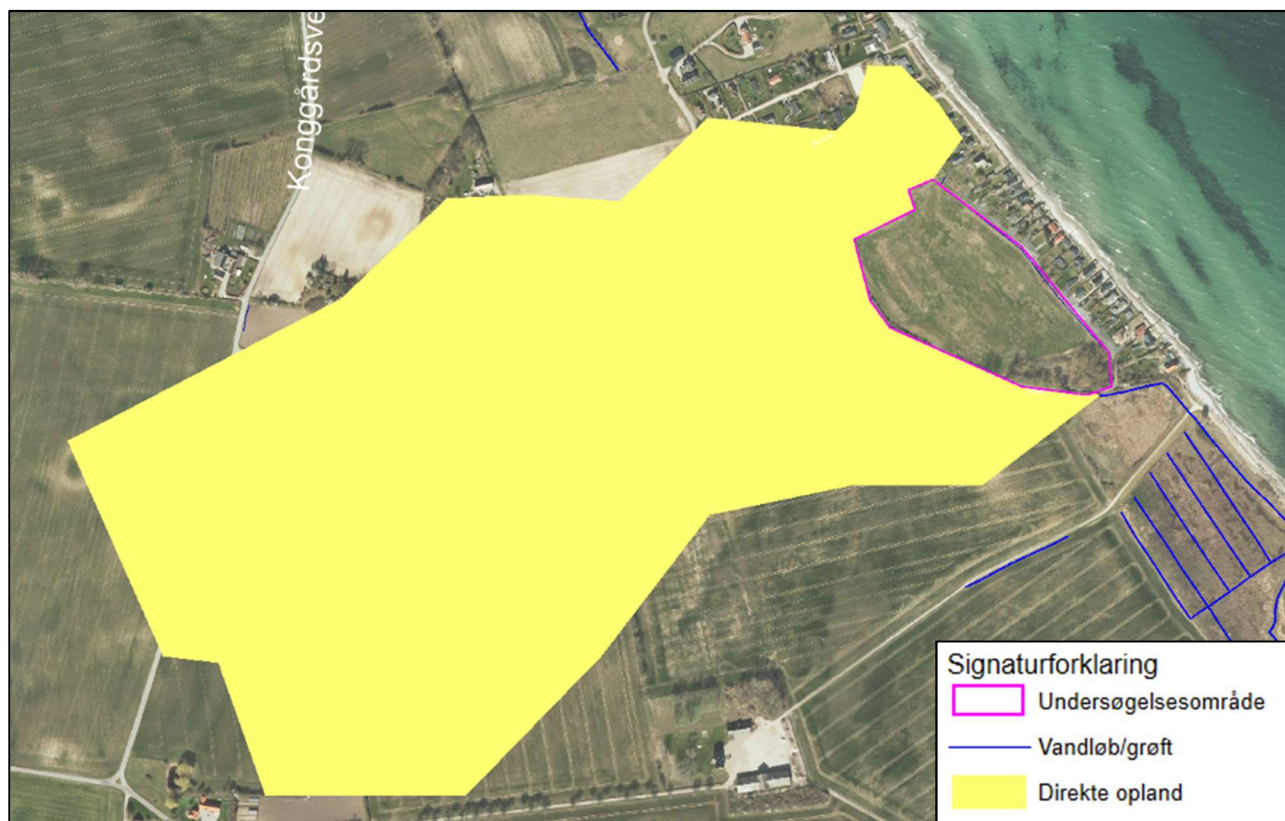 Konggårdsve
Signaturforklaring
Undersøgelsesområde
Vandløb/grøft
Direkte opland